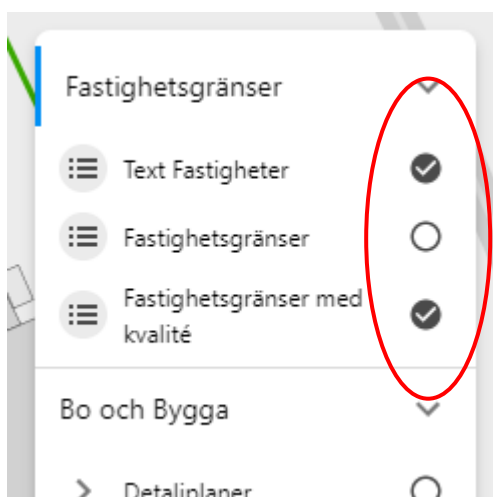 Fastighetsgränser
Text Fastigheter
Fastighetsgränser
Fastighetsgränser med
kvalité
Bo och Bygga
Detaljplaner